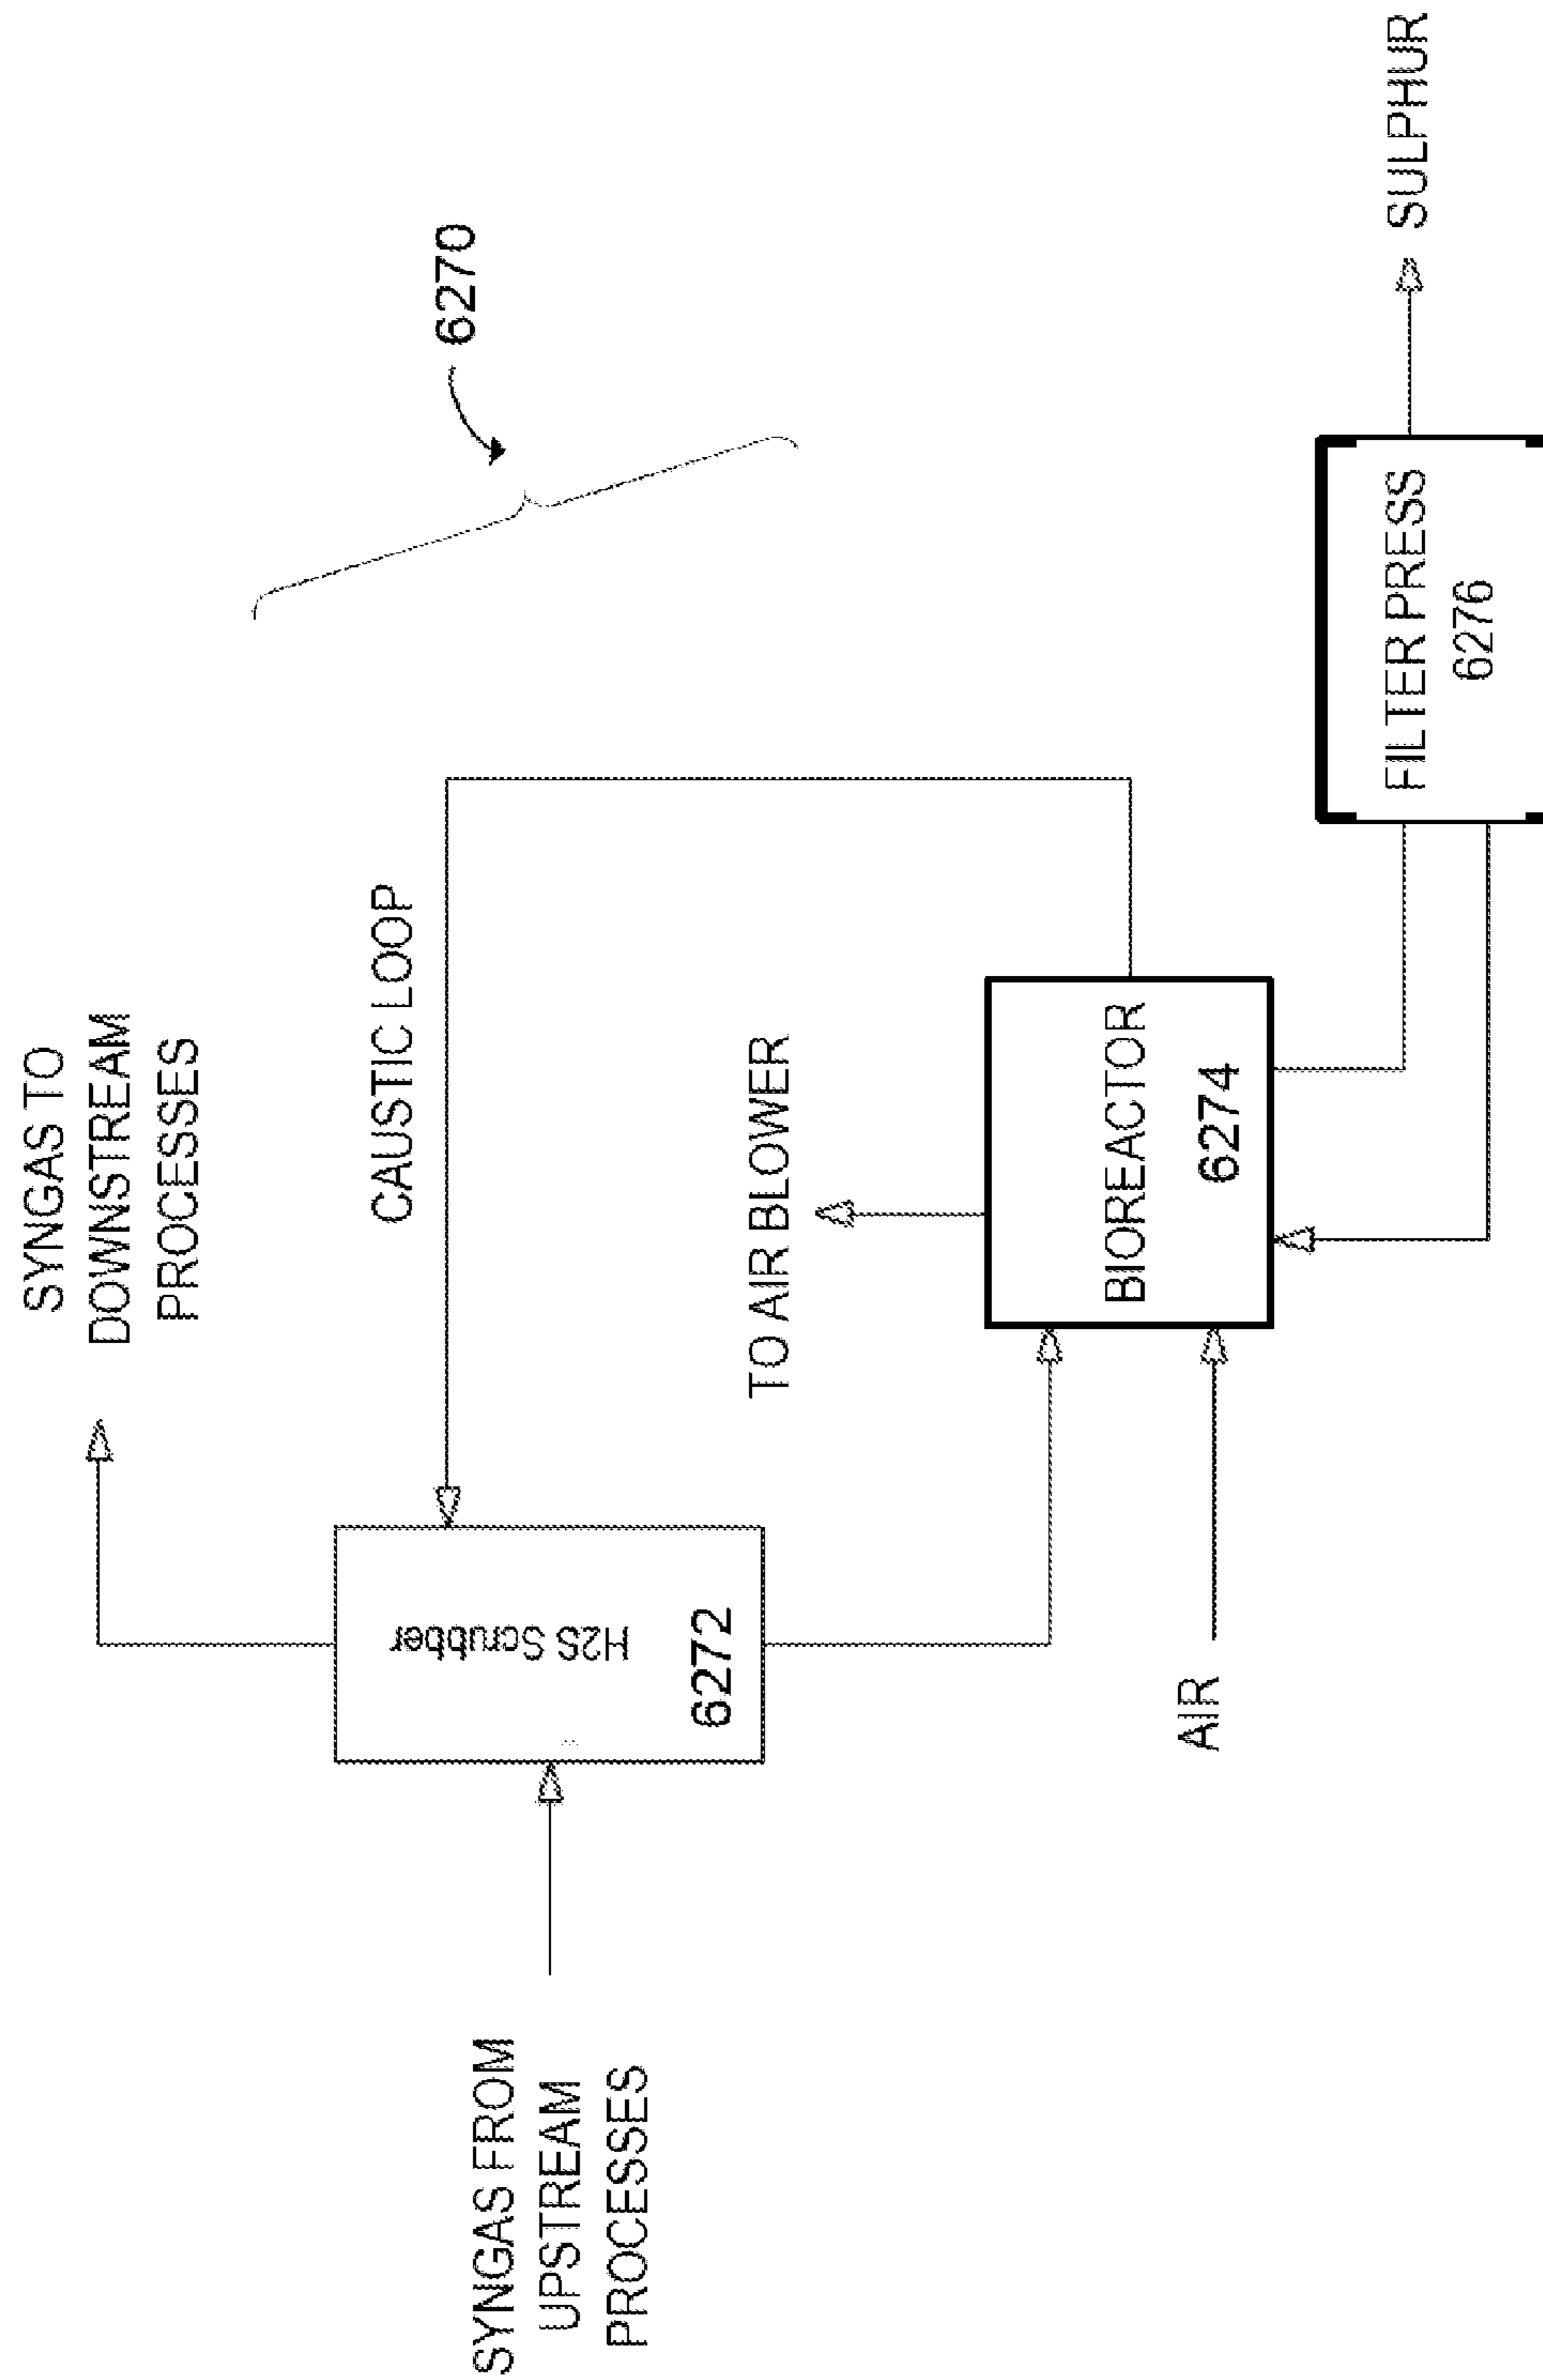 SYNGAS TO
DOWNSTREAM
PROCESSES
6270
CAUSTIC LOOP
SYNGAS FROM
UPSTREAM
PROCESSES
H2S Scrubber
6272
TO AIR BLOWER
BIOREACTOR
6274
AIR
SULPHUR
FILTER PRESS
6276